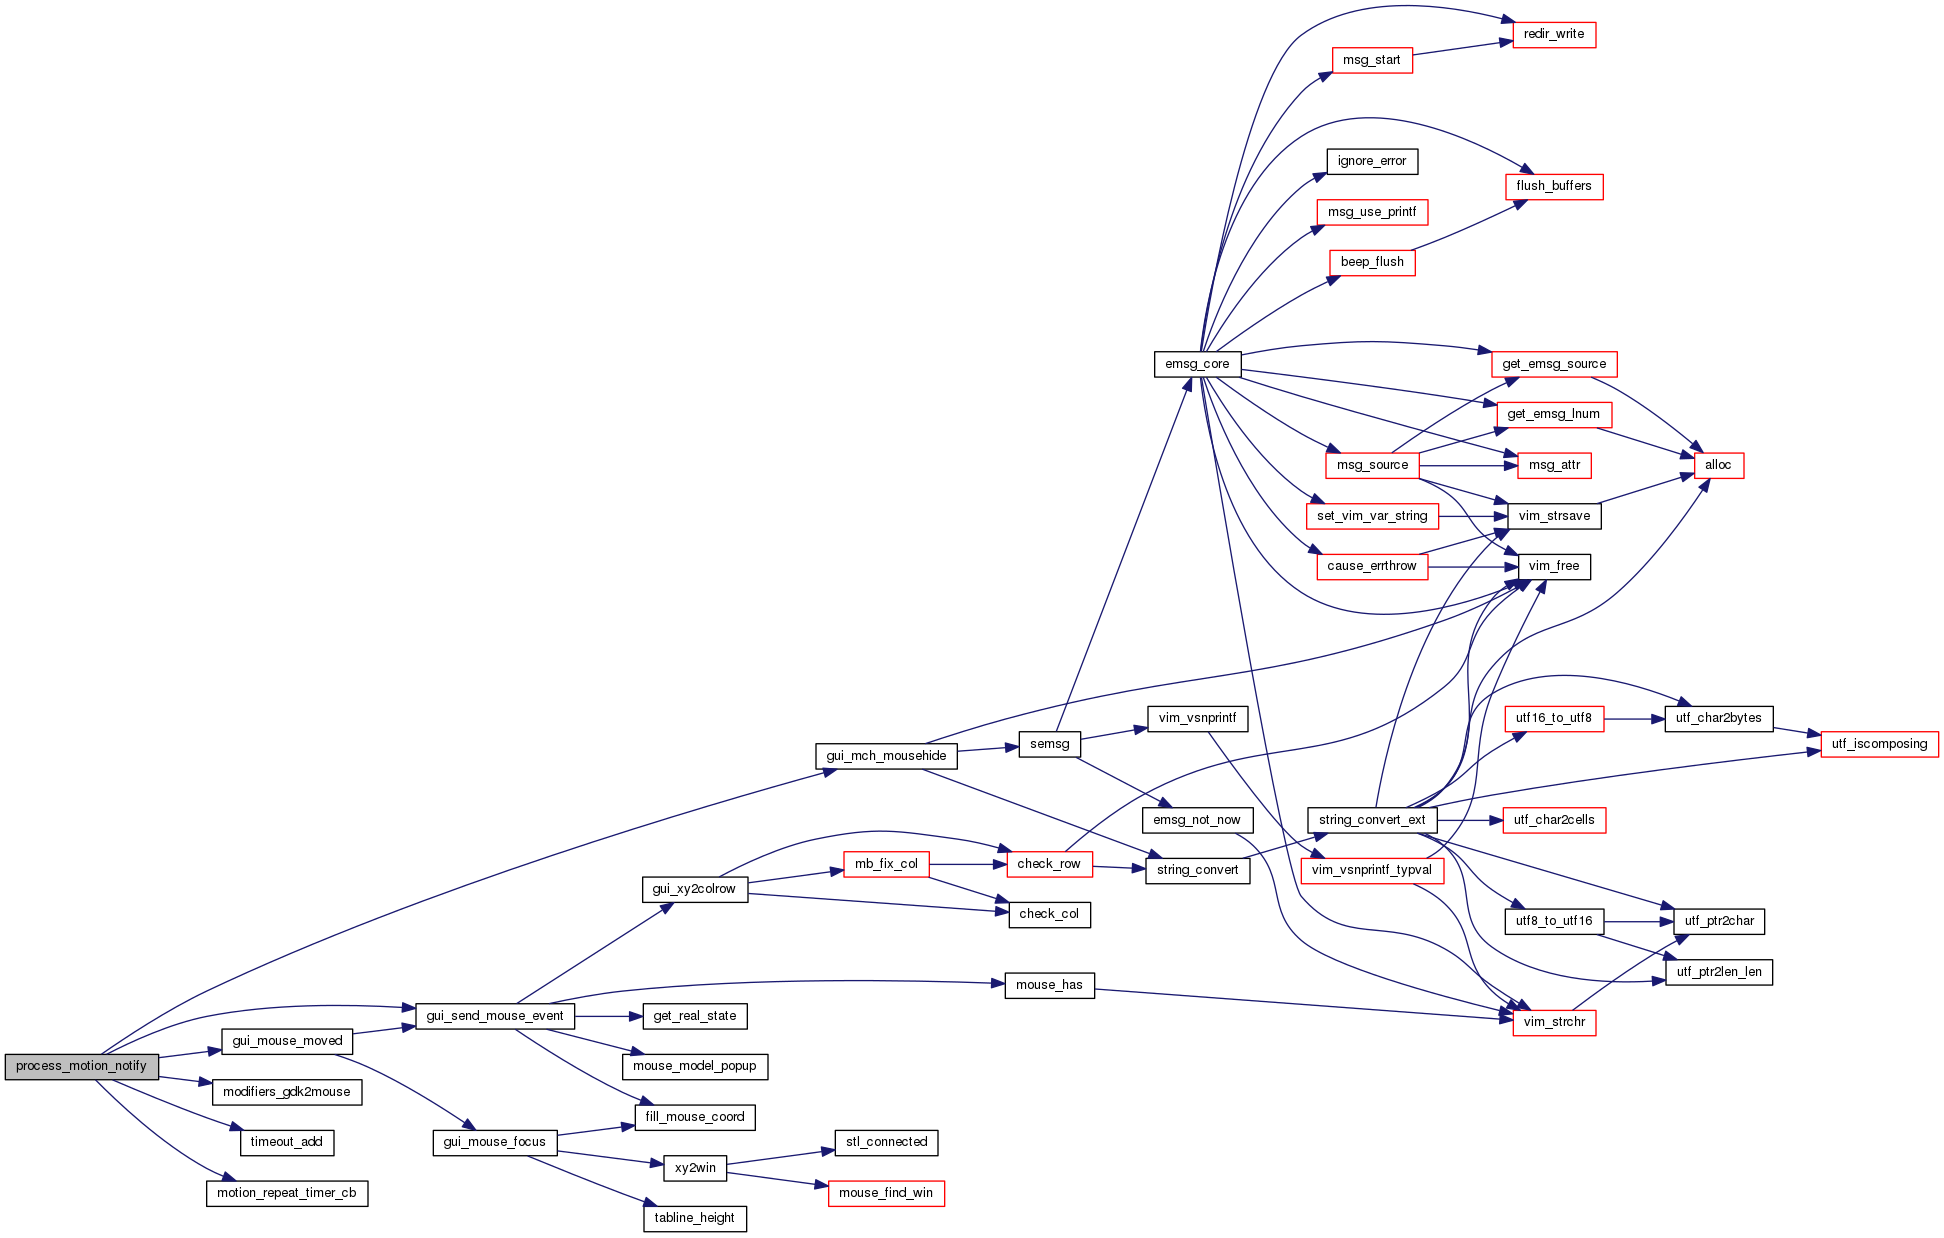 redir_write
msg_start
ignore_error
flush_buffers
msg_use_printf
beep_flush
emsg_core
get_emsg_source
get_emsg_lnum
msg_source
msg_attr
alloc
set_vim_var_string
vim_strsave
cause_errthrow
vim_free
vim_vsnprintf
utf16_to_utf8
utf_char2bytes
semsg
utf_iscomposing
gui_mch_mousehide
emsg_not_now
string_convert_ext
utf_char2cells
mb_fix_col
check_row
string_convert
vim_vsnprintf_typval
gui_xy2colrow
check_col
utf8_to_utf16
utf_ptr2char
utf_ptr2len_len
mouse_has
gui_send_mouse_event
get_real_state
vim_strchr
gui_mouse_moved
process_motion_notify
mouse_model_popup
modifiers_gdk2mouse
fill_mouse_coord
timeout_add
gui_mouse_focus
stl_connected
xy2win
motion_repeat_timer_cb
mouse_find_win
tabline_height